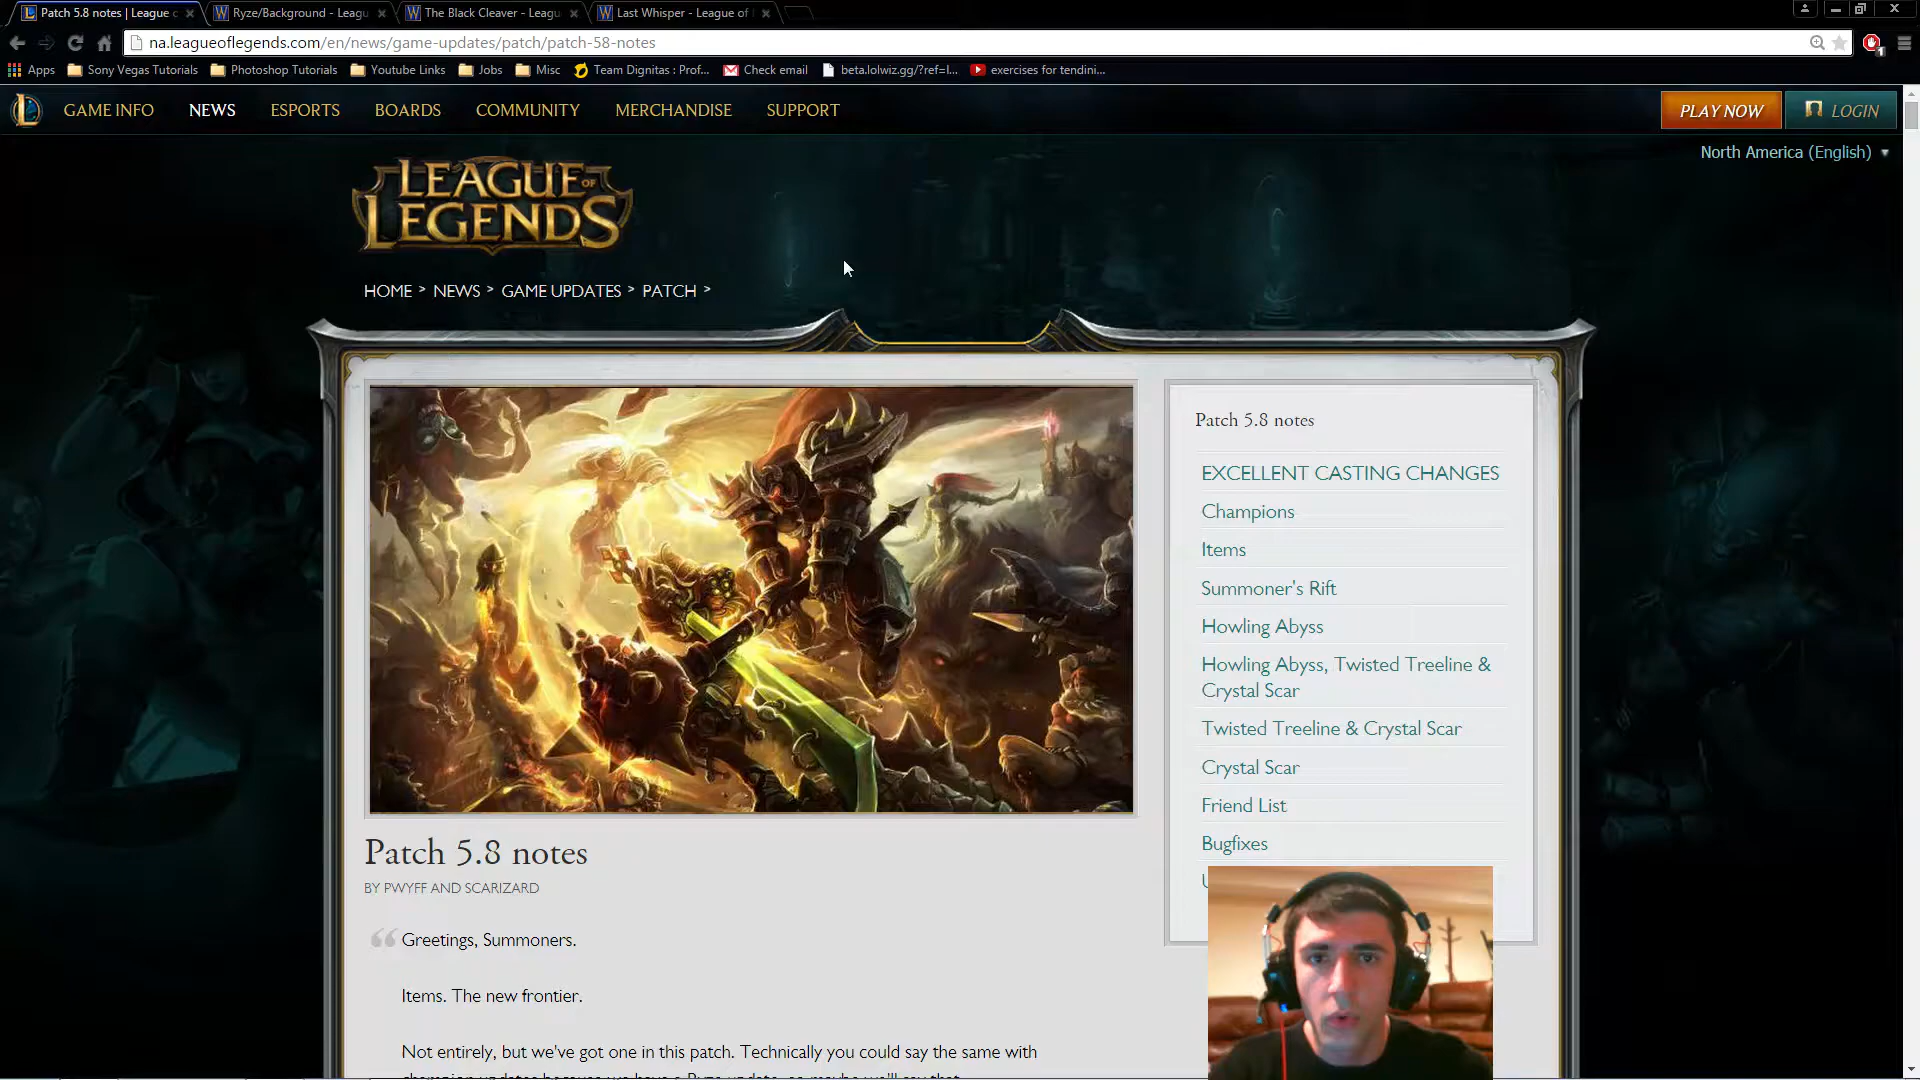 Patch 5.8 notes | League o
Ryze/Background - Leagu
The Black Cleaver - Leagu
Last Whisper - League of
na.leagueoflegends.com/en/news/game-updates/patch/patch-58-notes
Apps
Sony Vegas Tutorials
Photoshop Tutorials
Youtube Links
Jobs
Misc
Team Dignitas : Prof...
Check email
beta.lolwiz.gg/?ref=l...
exercises for tendini...
GAME INFO
NEWS
ESPORTS
BOARDS
COMMUNITY
MERCHANDISE
SUPPORT
PLAY NOW
LOGIN
North America (English)
LEAGUE OF
LEGENDS
HOME > NEWS > GAME UPDATES > PATCH >
Patch 5.8 notes
EXCELLENT CASTING CHANGES
Champions
Items
Summoner's Rift
Howling Abyss
Howling Abyss, Twisted Treeline &
Crystal Scar
Twisted Treeline & Crystal Scar
Crystal Scar
Friend List
Bugfixes
Patch 5.8 notes
BY PWYFF AND SCARIZARD
Greetings, Summoners.
Items. The new frontier.
Not entirely, but we've got one in this patch. Technically you could say the same with